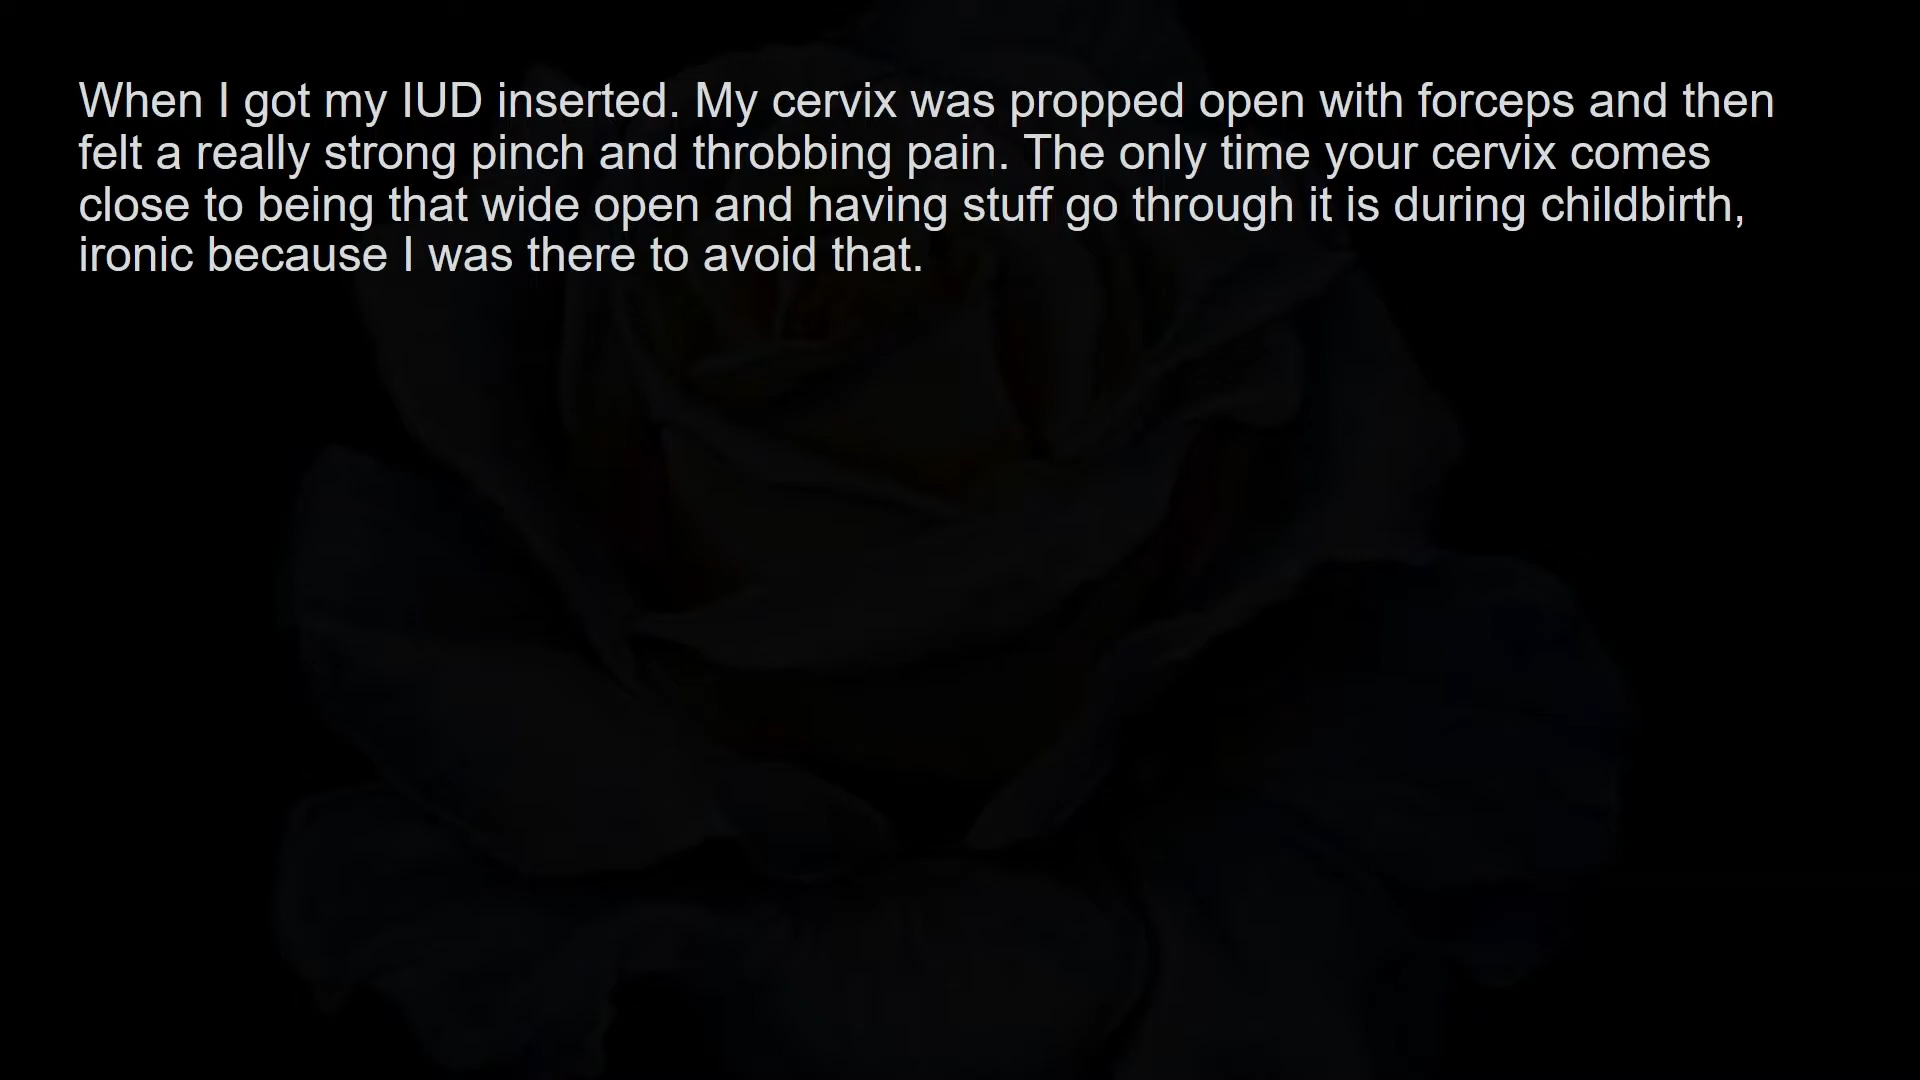 When I got my IUD inserted. My cervix was propped open with forceps and then
felt a really strong pinch and throbbing pain. The only time your cervix comes
close to being that wide open and having stuff go through it is during childbirth,
ironic because I was there to avoid that.